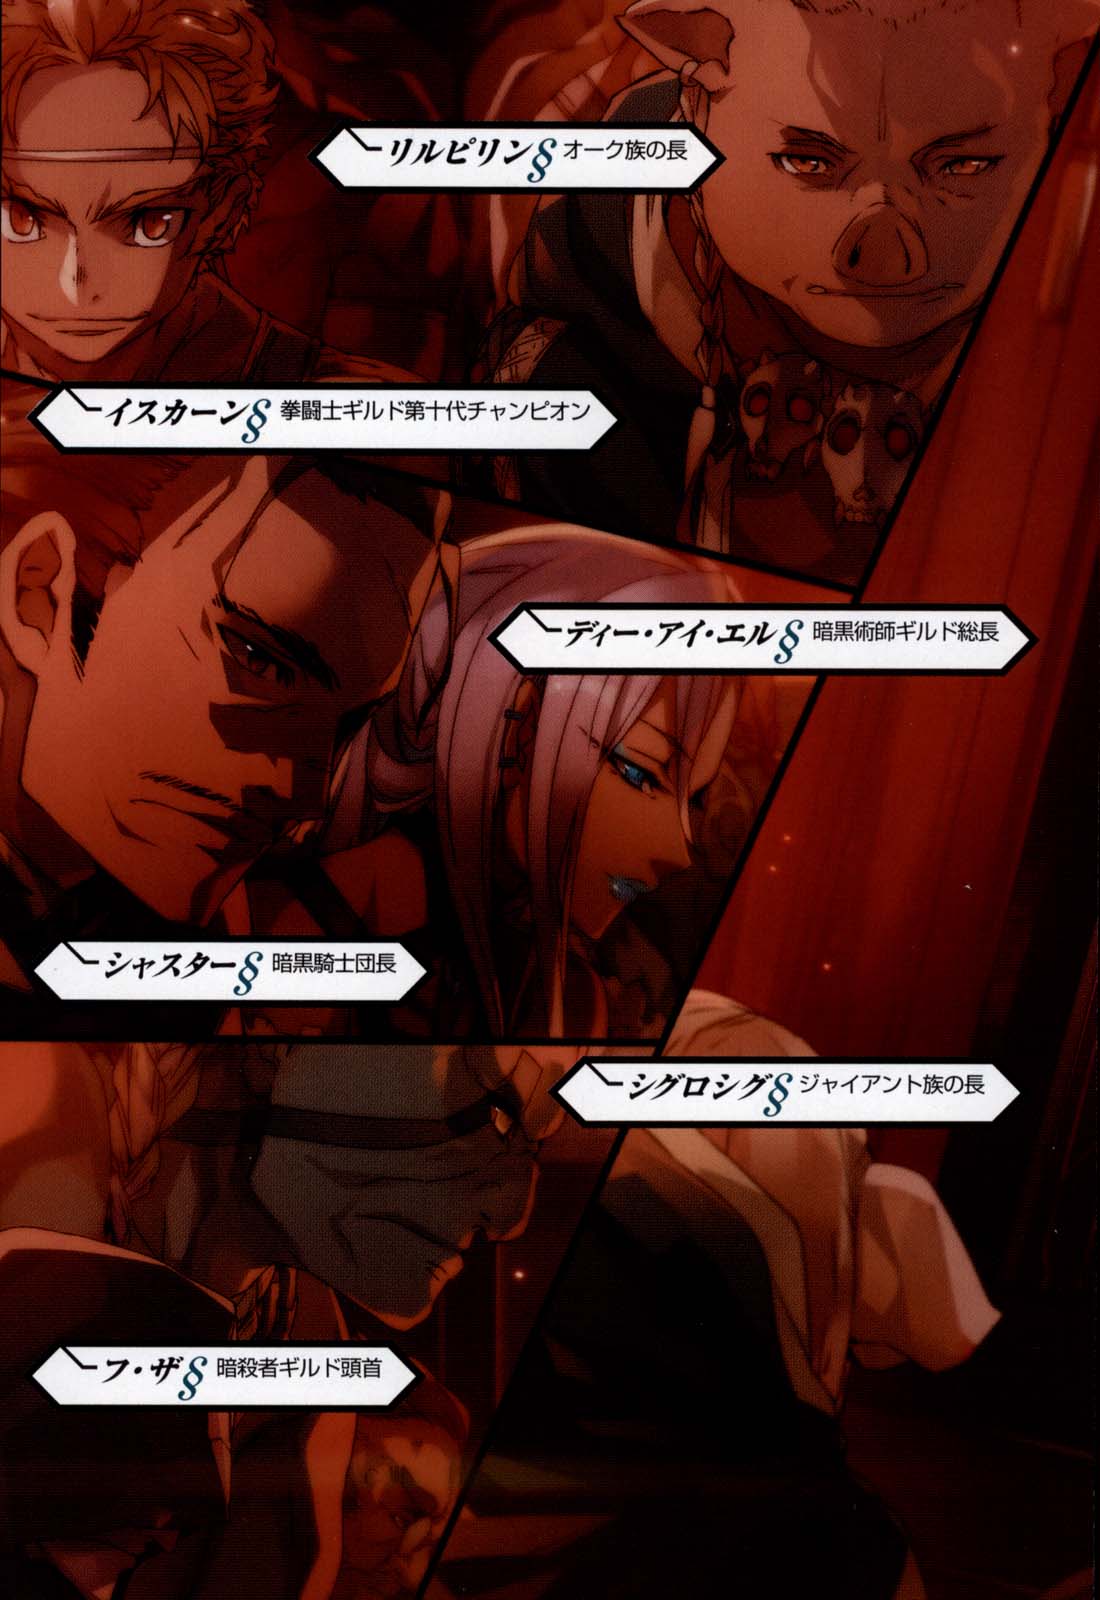 リルピリン§オーク族の長
イスカーン§拳闘士ギルド第十代チャンピオン
ディー・アイ・エル§暗黒術師ギルド総長
シャスター§暗黒騎士団長
シグロシグ§ジャイアント族の長
フ・ザ§暗殺者ギルド頭首